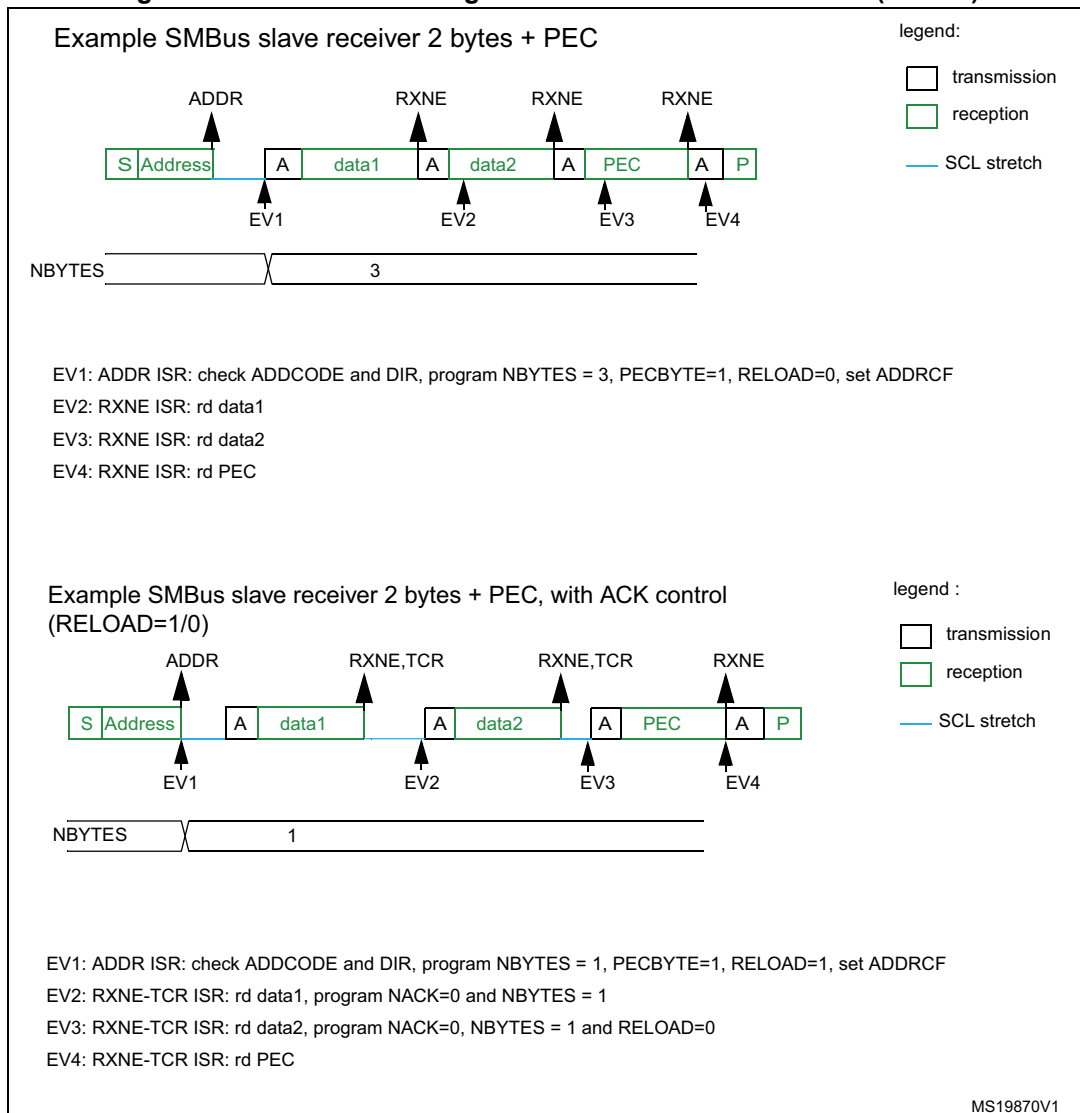 Example SMBus slave receiver 2 bytes + PEC
legend:
transmission
reception
SCL stretch
ADDR RXNE RXNE RXNE
S Address A data1 A data2 A PEC A P
EV1 EV2 EV3 EV4
NBYTES 3
EV1: ADDR ISR: check ADDCODE and DIR, program NBYTES = 3, PECBYTE=1, RELOAD=0, set ADDRCF
EV2: RXNE ISR: rd data1
EV3: RXNE ISR: rd data2
EV4: RXNE ISR: rd PEC
Example SMBus slave receiver 2 bytes + PEC, with ACK control
(RELOAD=1/0)
legend :
transmission
reception
SCL stretch
ADDR RXNE,TCR RXNE,TCR RXNE
S Address A data1 A data2 A PEC A P
EV1 EV2 EV3 EV4
NBYTES 1
EV1: ADDR ISR: check ADDCODE and DIR, program NBYTES = 1, PECBYTE=1, RELOAD=1, set ADDRCF
EV2: RXNE-TCR ISR: rd data1, program NACK=0 and NBYTES = 1
EV3: RXNE-TCR ISR: rd data2, program NACK=0, NBYTES = 1 and RELOAD=0
EV4: RXNE-TCR ISR: rd PEC
MS19870V1